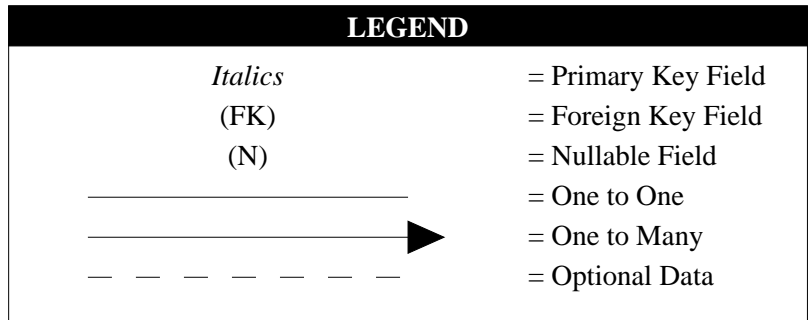 LEGEND
Italics = Primary Key Field
(FK) = Foreign Key Field
(N) = Nullable Field
= One to One
= One to Many
= Optional Data